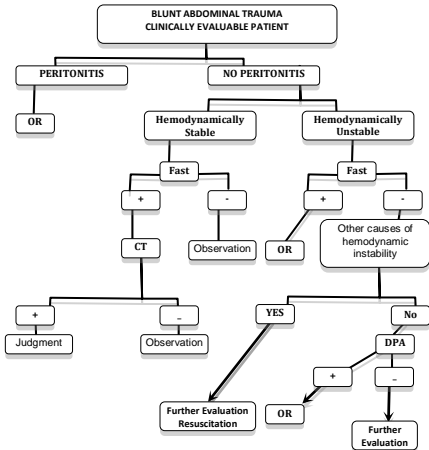 BLUNT ABDOMINAL TRAUMA
CLINICALLY EVALUABLE PATIENT
PERITONITIS
NO PERITONITIS
OR
Hemodynamically
Stable
Hemodynamically
Unstable
Fast
Fast
+
-
+
-
CT
Observation
OR
Other causes of
hemodynamic
instability
+
_
YES
No
Judgment
Observation
DPA
+
_
Further Evaluation
Resuscitation
OR
Further
Evaluation